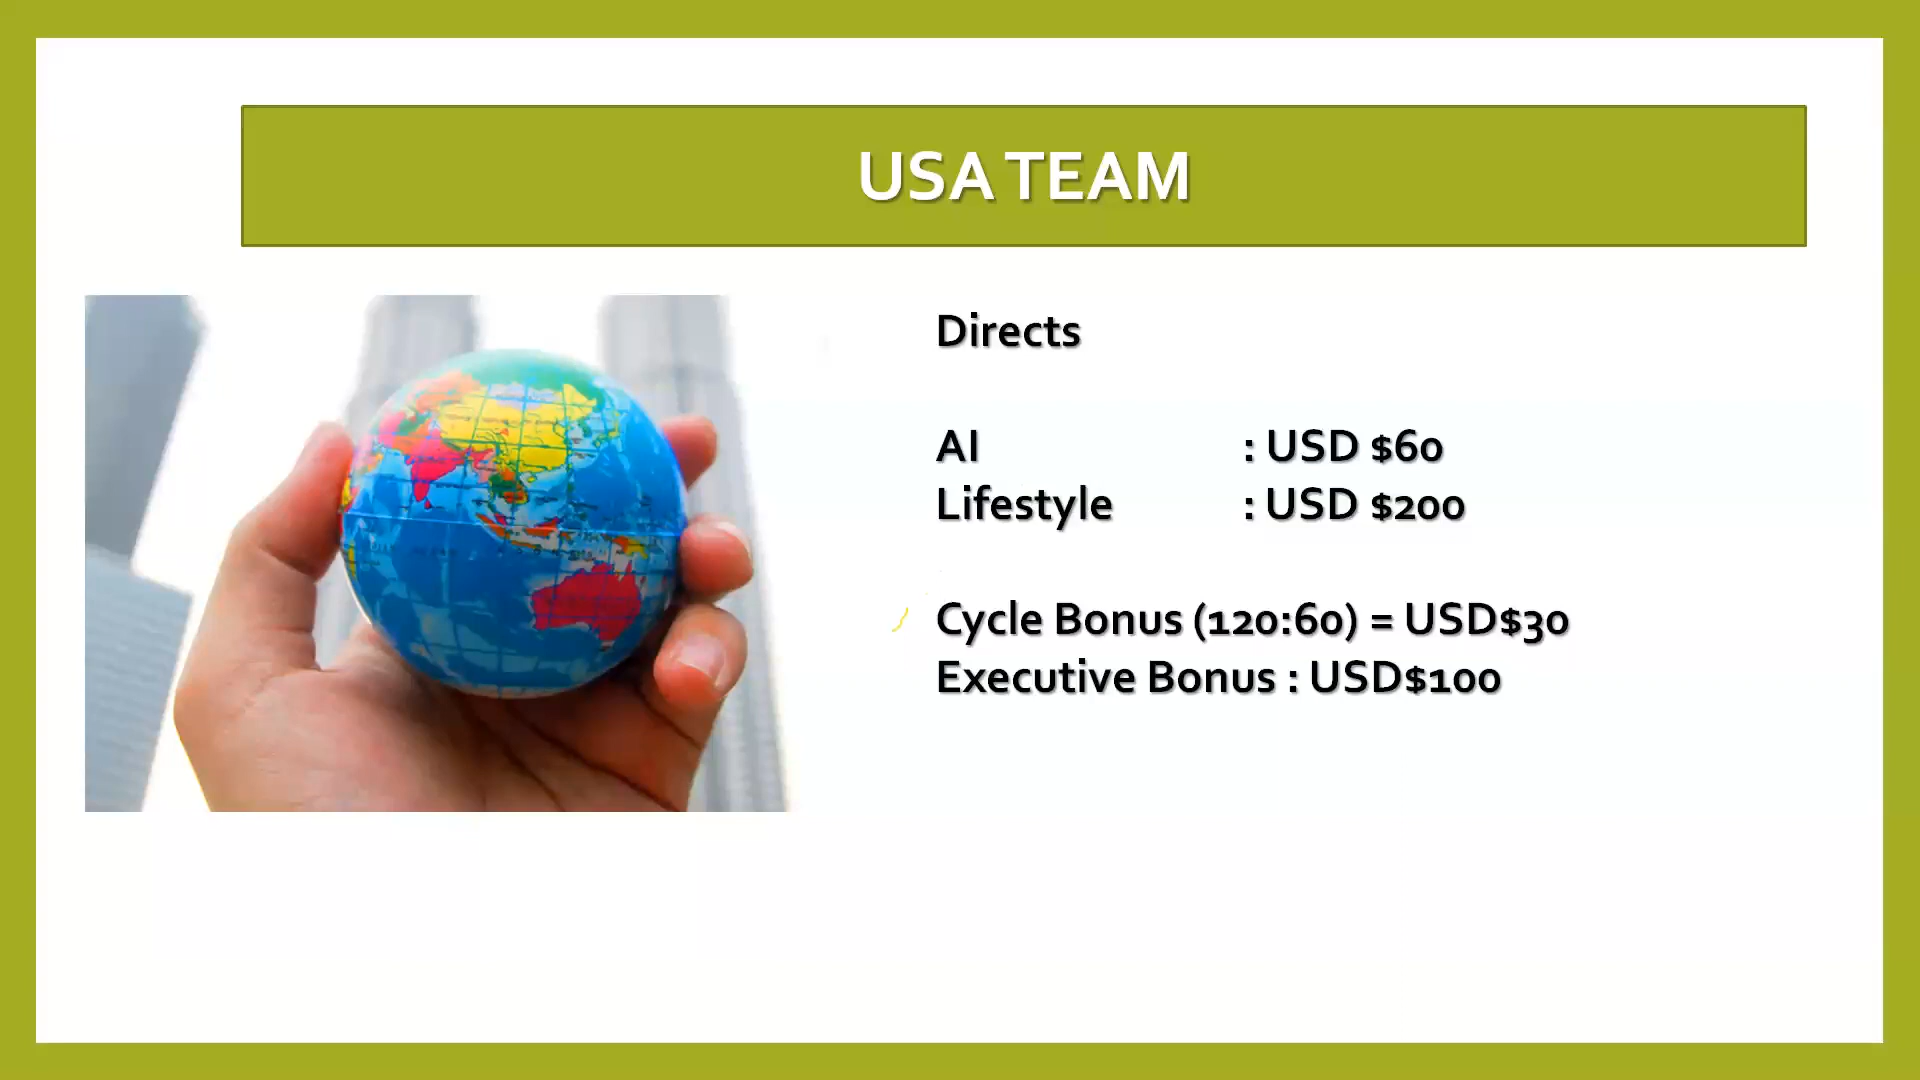 USA TEAM
Directs
AI : USD $60
Lifestyle : USD $200
Cycle Bonus (120:60) = USD$30
Executive Bonus : USD$100